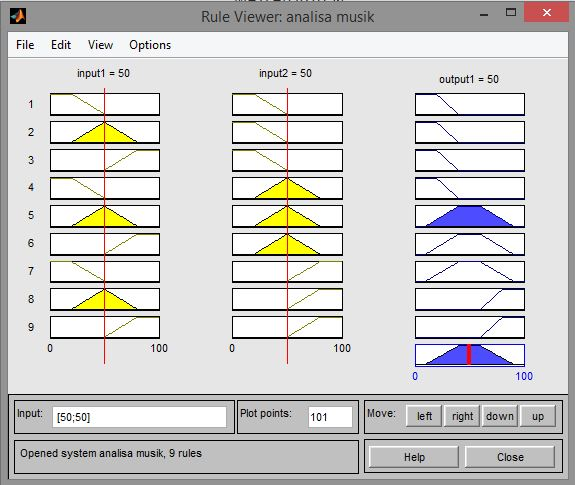 Rule Viewer: analisa musik
File Edit View Options
input1 = 50 input2 = 50 output1 = 50
1
2
3
4
5
6
7
8
9
0 100 0 100
0 100
Input: [50;50] Plot points: 101 Move: left right down up
Opened system analisa musik, 9 rules Help Close